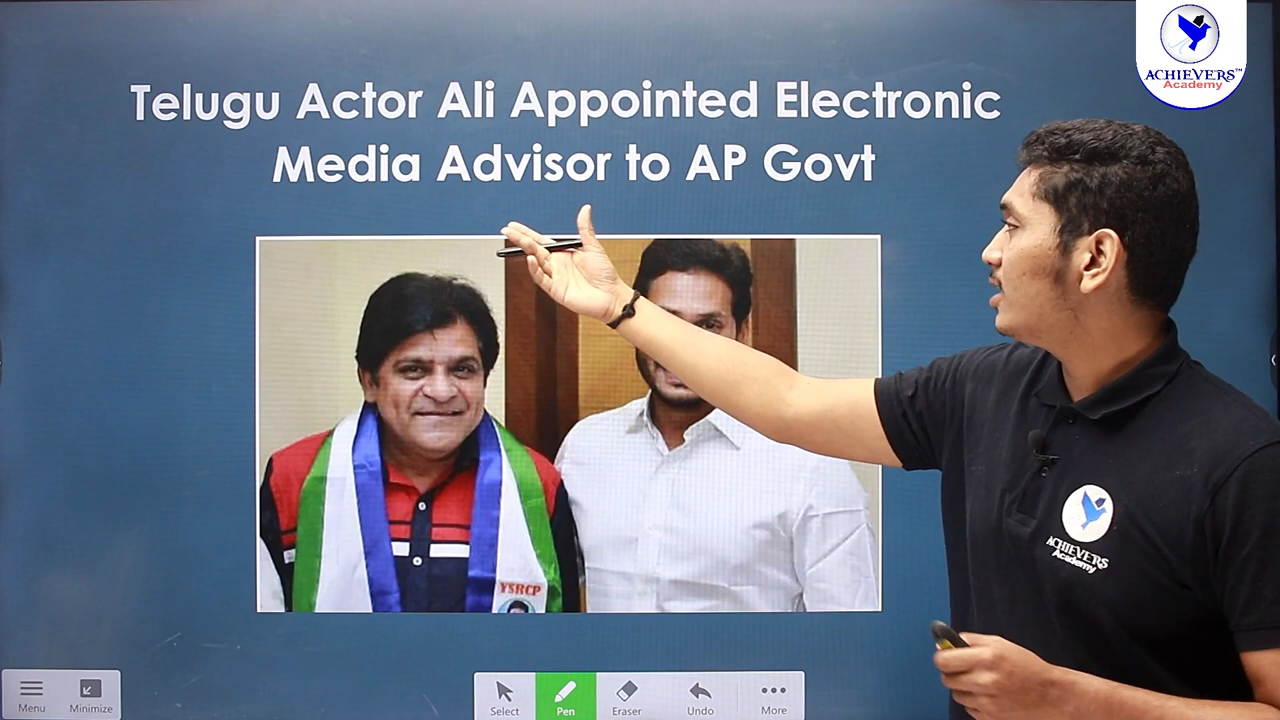 ACHIEVERS™
Academy
Telugu Actor Ali Appointed Electronic
Media Advisor to AP Govt
YSRCP
ACHIEVERS
Academy
Menu
Minimize
Select
Pen
Eraser
Undo
More